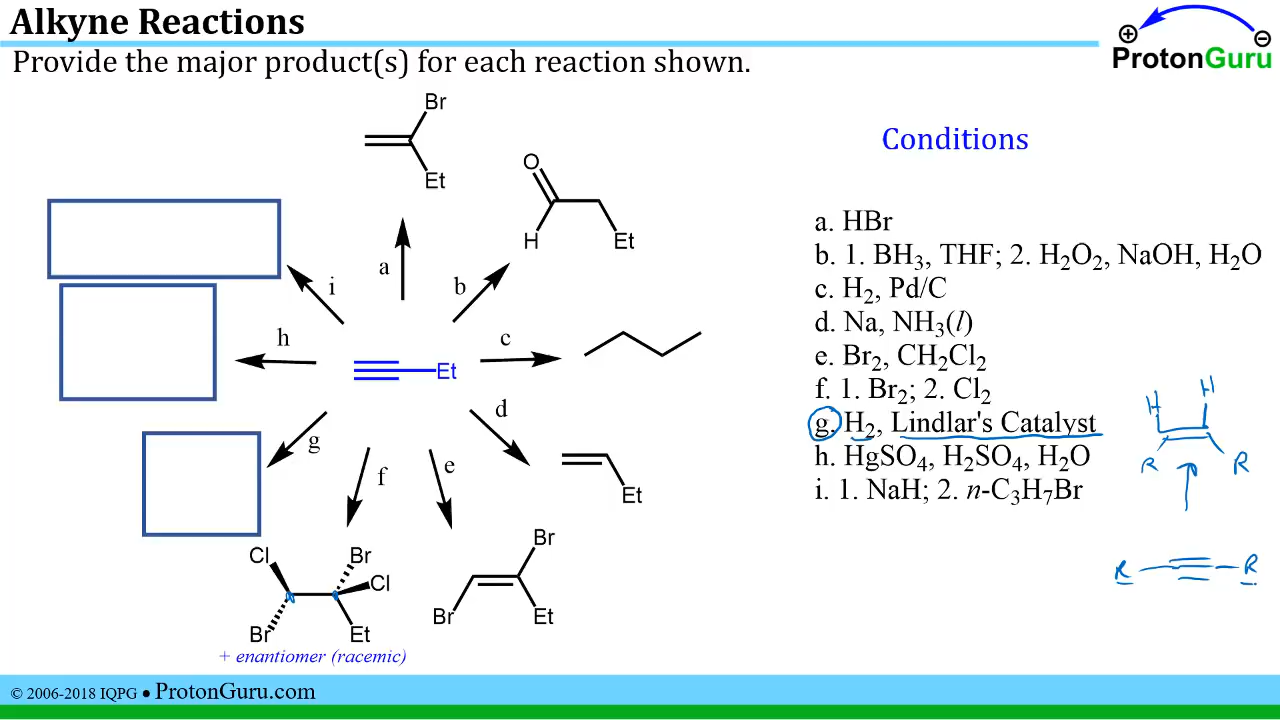 Alkyne Reactions
Provide the major product(s) for each reaction shown.
⊕ ⊖
ProtonGuru
Br
Et
O
H
Et
a
b
i
h
c
Et
d
g
f
e
Et
Cl
Br
Cl
Br
Et
+ enantiomer (racemic)
Br
Br
Et
Conditions
a. HBr
b. 1. BH₃, THF; 2. H₂O₂, NaOH, H₂O
c. H₂, Pd/C
d. Na, NH₃(l)
e. Br₂, CH₂Cl₂
f. 1. Br₂; 2. Cl₂
g. H₂, Lindlar's Catalyst
h. HgSO₄, H₂SO₄, H₂O
i. 1. NaH; 2. n-C₃H₇Br
H H
R R
R R
© 2006-2018 IQPG ● ProtonGuru.com